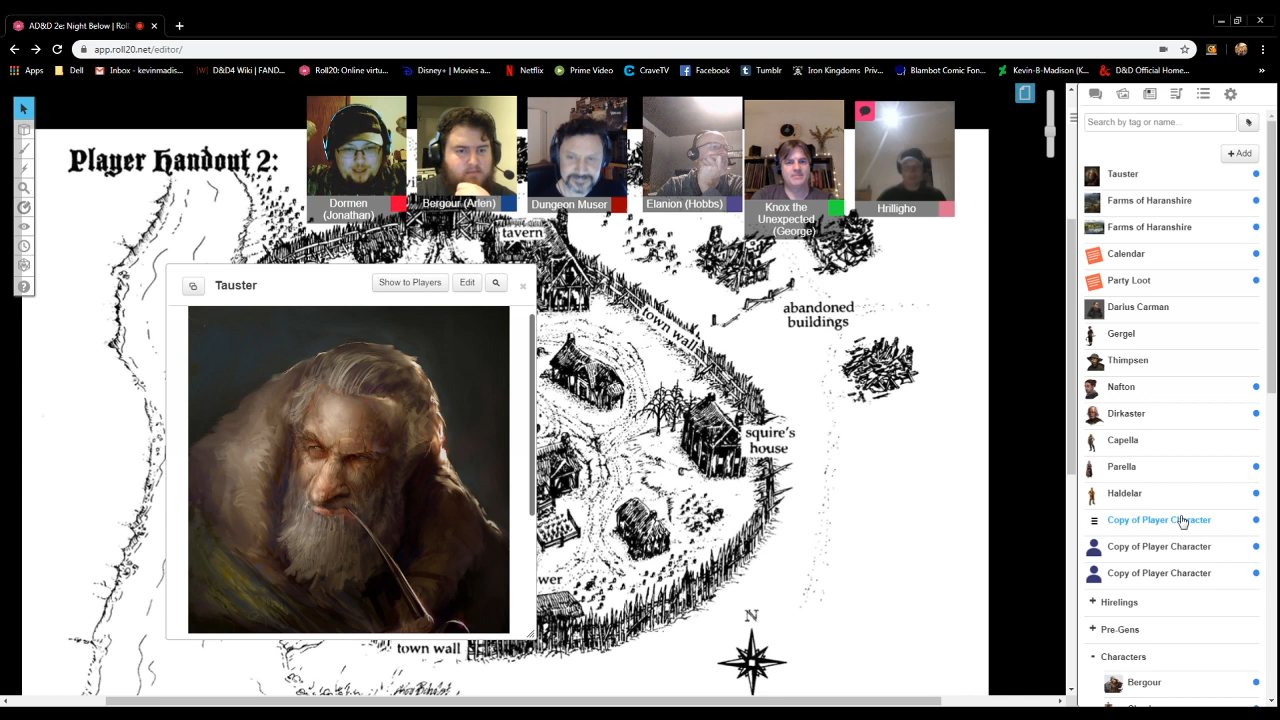 AD&D 2e: Night Below | Roll
app.roll20.net/editor/
Apps
Dell
Inbox - kevinmadis...
D&D4 Wiki | FAND...
Roll20: Online virtu...
Disney+ | Movies a...
Netflix
Prime Video
CraveTV
Facebook
Tumblr
Iron Kingdoms Priv...
Blambot Comic Fon...
Kevin-B-Madison (K...
D&D Official Home...
»
Player Handout 2:
Dormen
(Jonathan)
Bergour (Arlen)
Dungeon Muser
Elanion (Hobbs)
Knox the
Unexpected
(George)
Hrilligho
tavern
town wall
abandoned
buildings
squire's
house
wer
town wall
N
Tauster
Show to Players
Edit
Search by tag or name...
+ Add
Tauster
Farms of Haranshire
Farms of Haranshire
Calendar
Party Loot
Darius Carman
Gergel
Thimpsen
Nafton
Dirkaster
Capella
Parella
Haldelar
Copy of Player Character
Copy of Player Character
Copy of Player Character
+ Hirelings
+ Pre-Gens
- Characters
Bergour